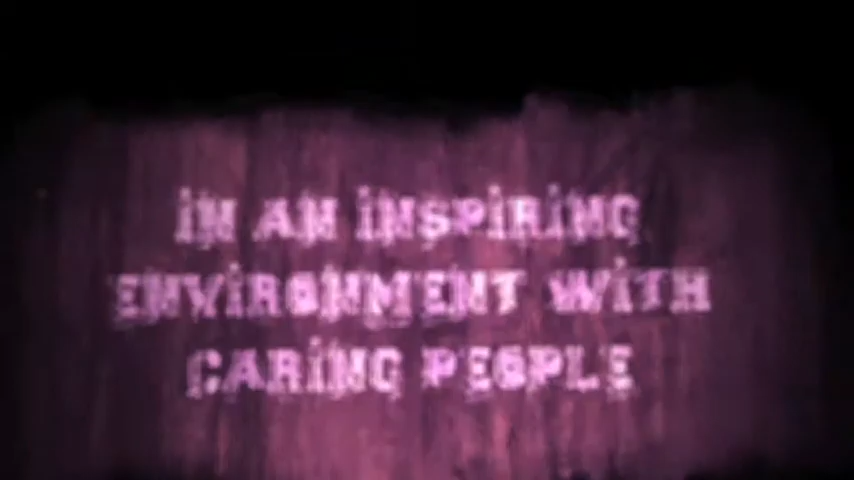 iN AN iNSPiRiNG
ENViRONMENT WiTH
CARiNG PEOPLE